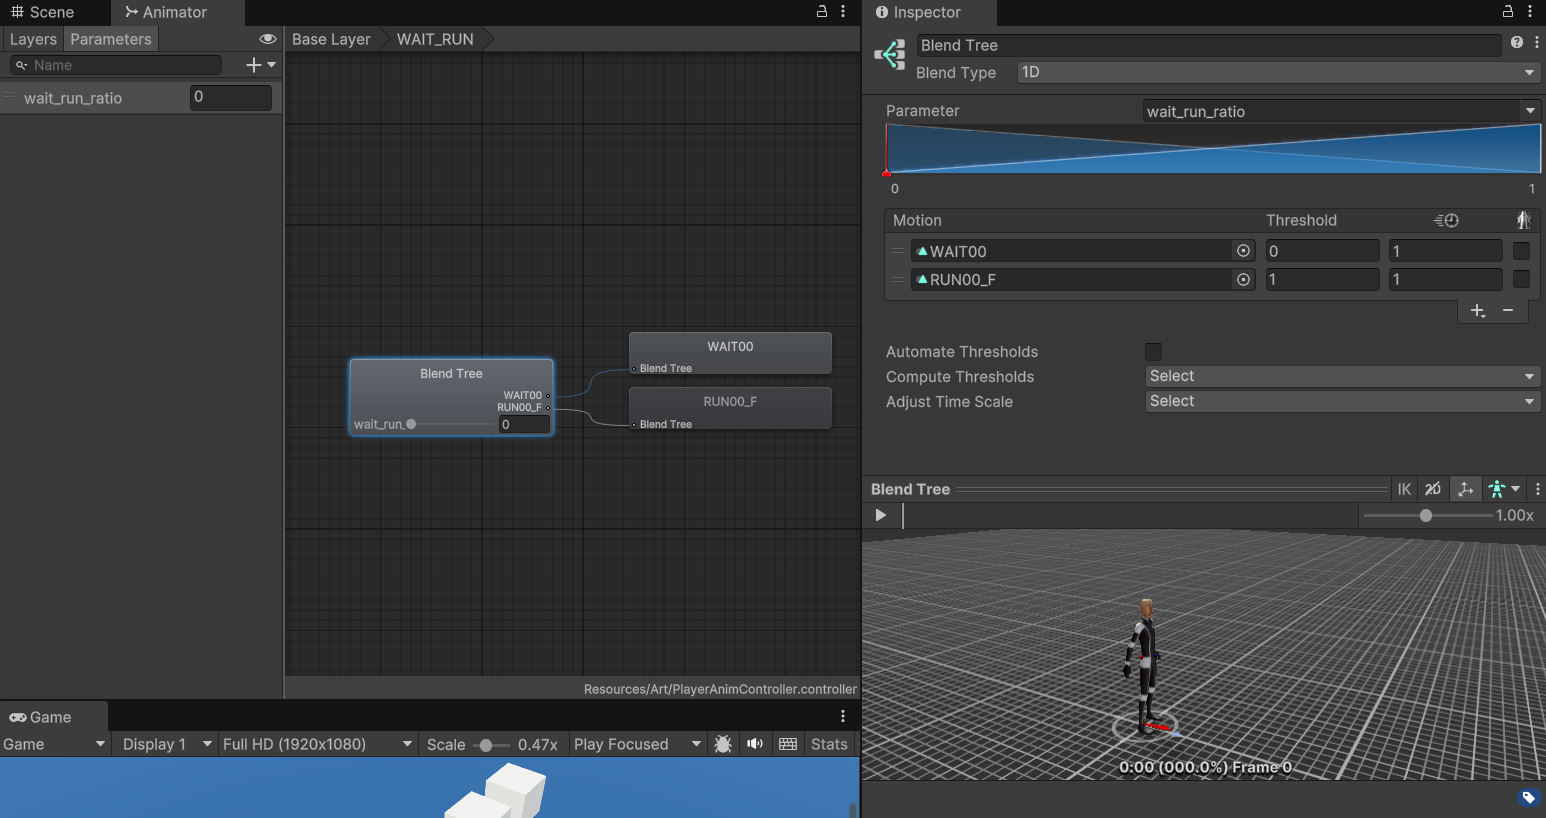 Scene
Animator
Layers
Parameters
Name
wait_run_ratio
0
Base Layer
WAIT_RUN
Blend Tree
WAIT00
RUN00_F
wait_run_
0
WAIT00
Blend Tree
RUN00_F
Blend Tree
Resources/Art/PlayerAnimController.controller
Game
Game
Display 1
Full HD (1920x1080)
Scale
0.47x
Play Focused
Stats
Inspector
Blend Tree
Blend Type
1D
Parameter
wait_run_ratio
0
1
Motion
Threshold
WAIT00
0
1
RUN00_F
1
1
Automate Thresholds
Compute Thresholds
Select
Adjust Time Scale
Select
Blend Tree
IK
2D
1.00x
0:00 (000.0%) Frame 0